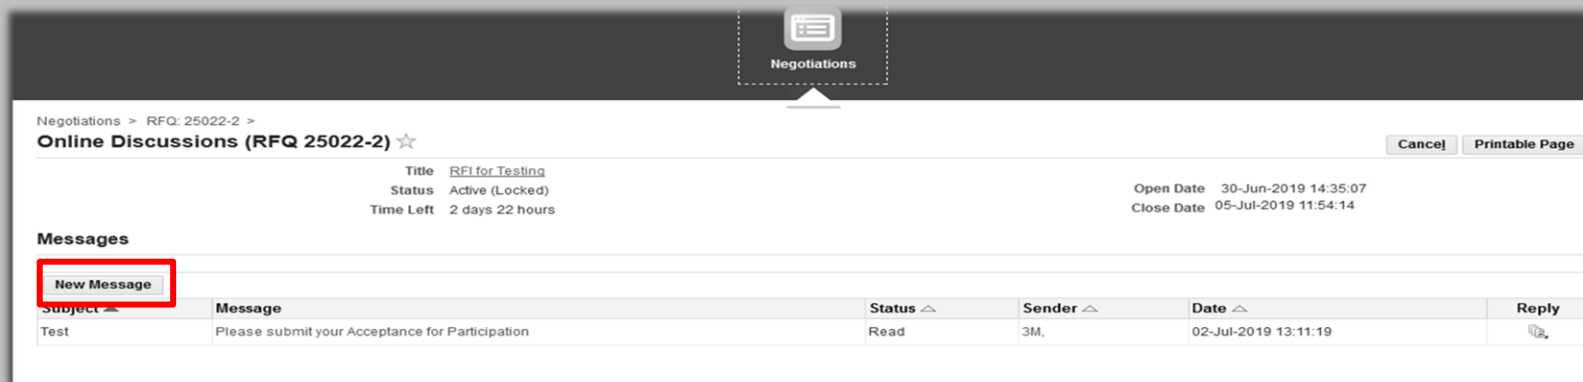 Negotiations
Negotiations > RFQ: 25022-2 >
Online Discussions (RFQ 25022-2)
Cancel Printable Page
Title RFI for Testing
Status Active (Locked)
Time Left 2 days 22 hours
Open Date 30-Jun-2019 14:35:07
Close Date 05-Jul-2019 11:54:14
Messages
New Message
Subject Message Status Sender Date Reply
Test Please submit your Acceptance for Participation Read 3M, 02-Jul-2019 13:11:19